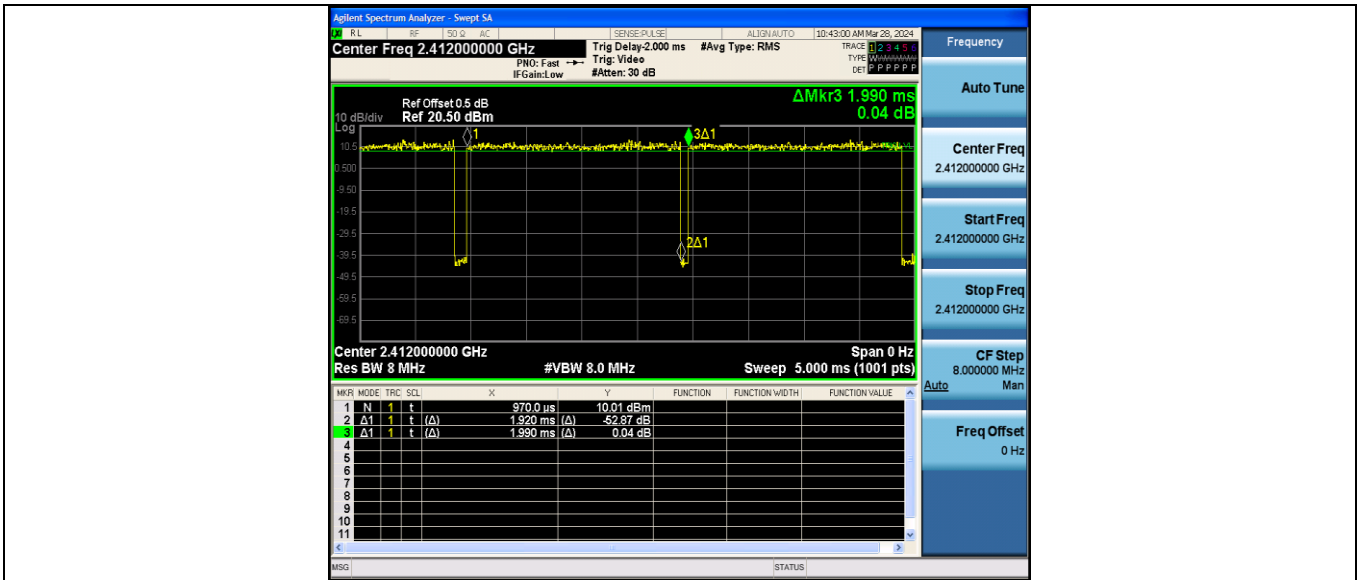 Agilent Spectrum Analyzer - Swept SA
RL RF 50 Ω AC SENSE:PULSE ALIGNAUTO 10:43:00 AM Mar 28, 2024
Center Freq 2.412000000 GHz
PNO: Fast
IFGain:Low
Trig Delay-2.000 ms
Trig: Video
#Atten: 30 dB
#Avg Type: RMS
TRACE 1 2 3 4 5 6
TYPE
DET P P P P P P
Frequency
Auto Tune
Center Freq
2.412000000 GHz
Start Freq
2.412000000 GHz
Stop Freq
2.412000000 GHz
CF Step
8.000000 MHz
Auto Man
Freq Offset
0 Hz
ΔMkr3 1.990 ms
0.04 dB
Ref Offset 0.5 dB
10 dB/div Ref 20.50 dBm
Log
1
3Δ1
2Δ1
10.5
0.500
-9.50
-19.5
-29.5
-39.5
-49.5
-59.5
-69.5
Center 2.412000000 GHz Span 0 Hz
Res BW 8 MHz #VBW 8.0 MHz Sweep 5.000 ms (1001 pts)
MKR MODE TRC SCL X Y FUNCTION FUNCTION WIDTH FUNCTION VALUE
1 N 1 t 970.0 us 10.01 dBm
2 Δ1 1 t (Δ) 1.920 ms (Δ) -52.87 dB
3 Δ1 1 t (Δ) 1.990 ms (Δ) 0.04 dB
4
5
6
7
8
9
10
11
MSG STATUS